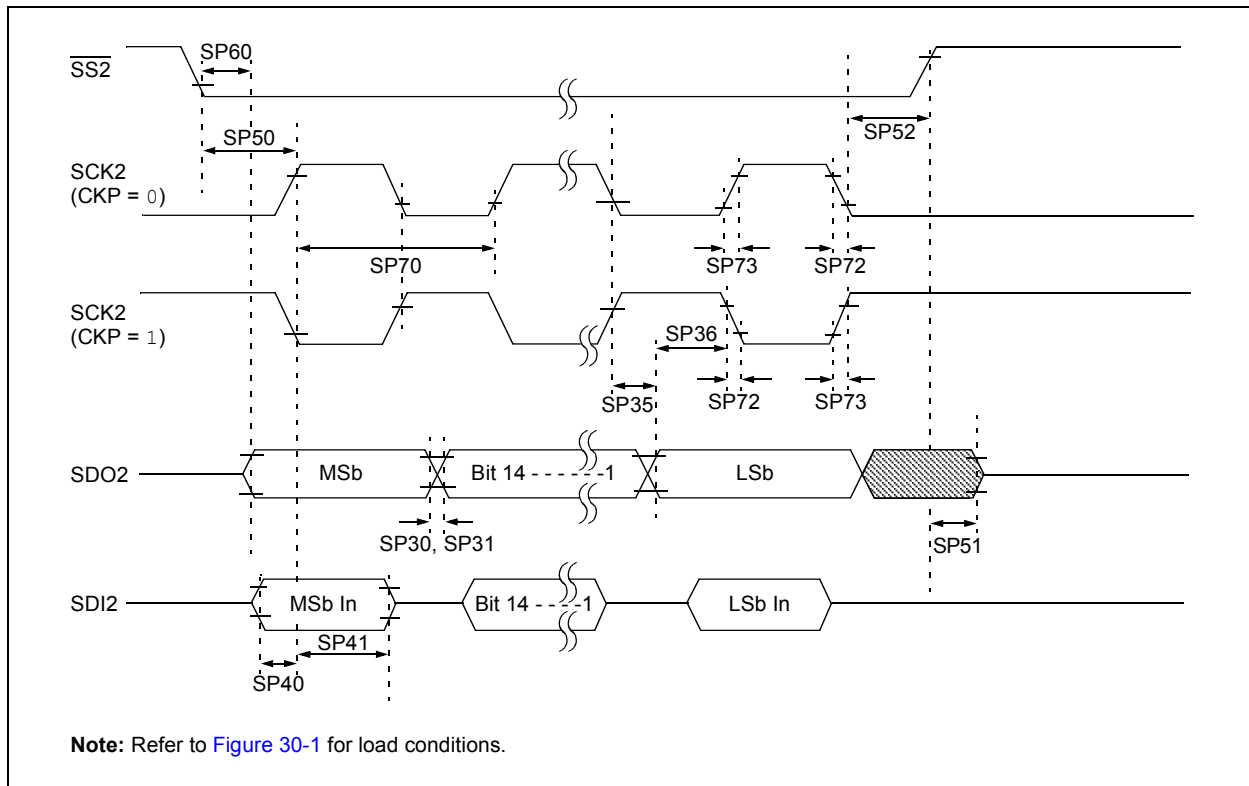 SP60
SS2
SP50
SP52
SCK2
(CKP = 0)
SP70
SP73
SP72
SCK2
(CKP = 1)
SP36
SP35
SP72
SP73
SDO2
MSb
Bit 14 - - - - - -1
LSb
SP30, SP31
SP51
SDI2
MSb In
Bit 14 - - - - -1
LSb In
SP41
SP40
Note: Refer to Figure 30-1 for load conditions.